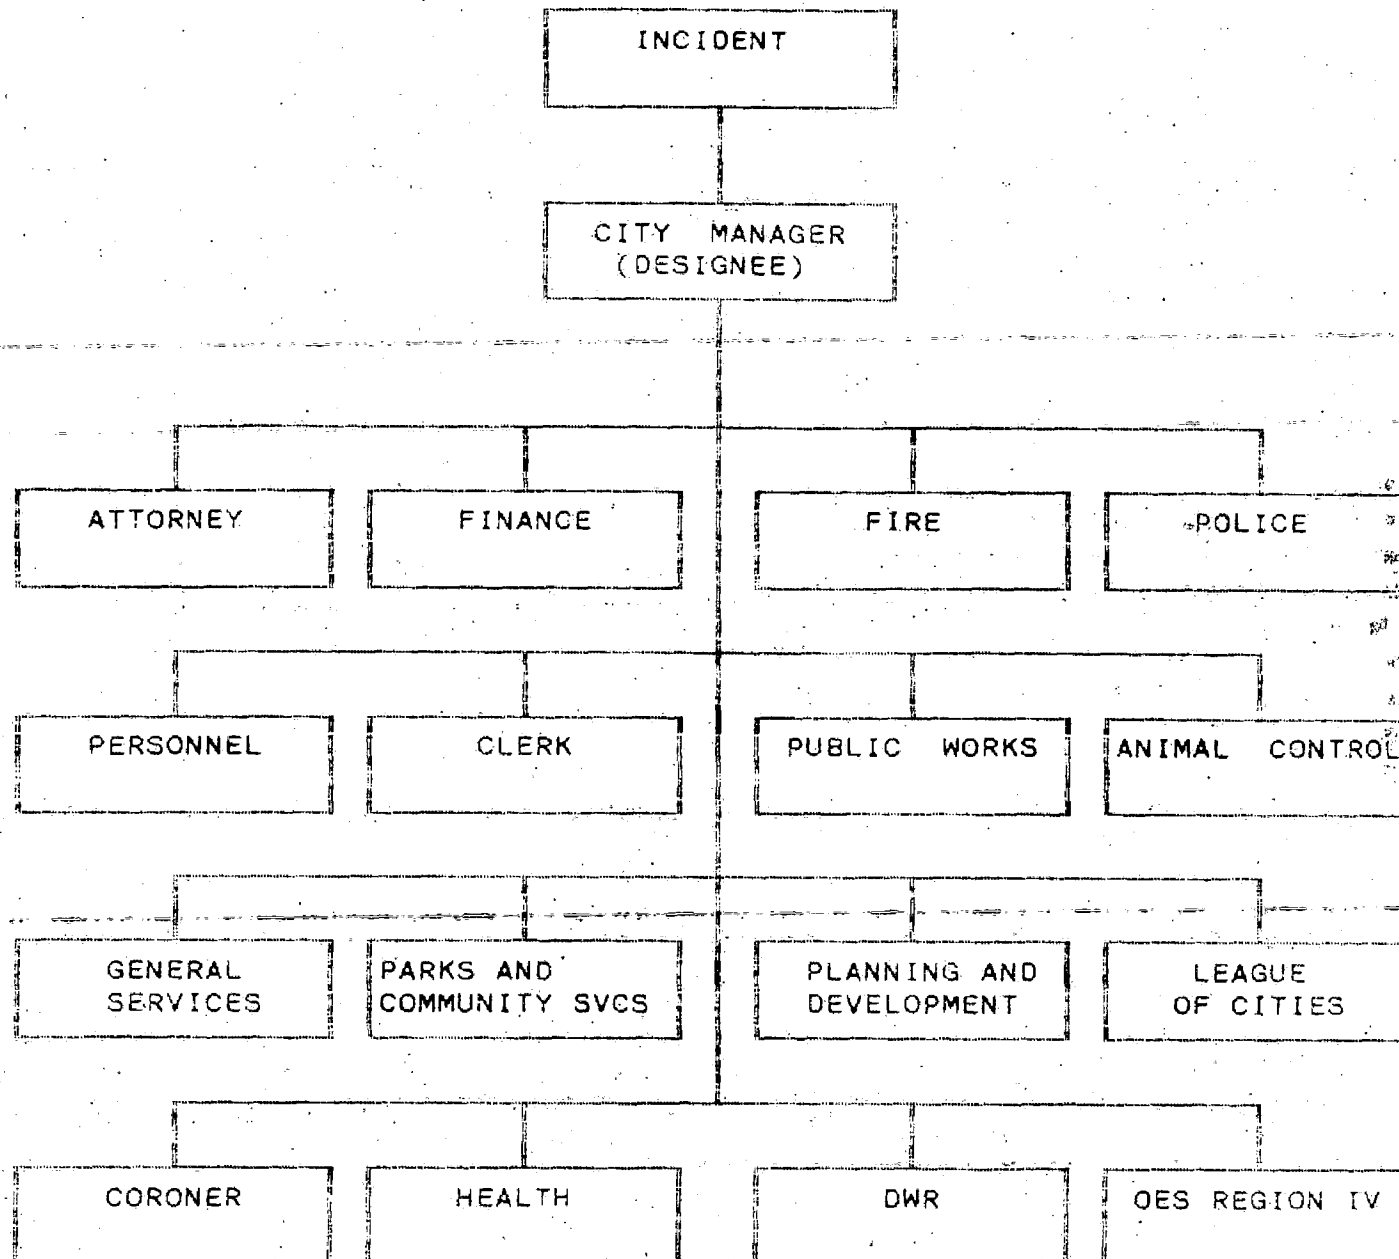 INCIDENT
CITY MANAGER
(DESIGNEE)
ATTORNEY
FINANCE
FIRE
POLICE
PERSONNEL
CLERK
PUBLIC WORKS
ANIMAL CONTROL
GENERAL
SERVICES
PARKS AND
COMMUNITY SVCS
PLANNING AND
DEVELOPMENT
LEAGUE
OF CITIES
CORONER
HEALTH
DWR
OES REGION IV